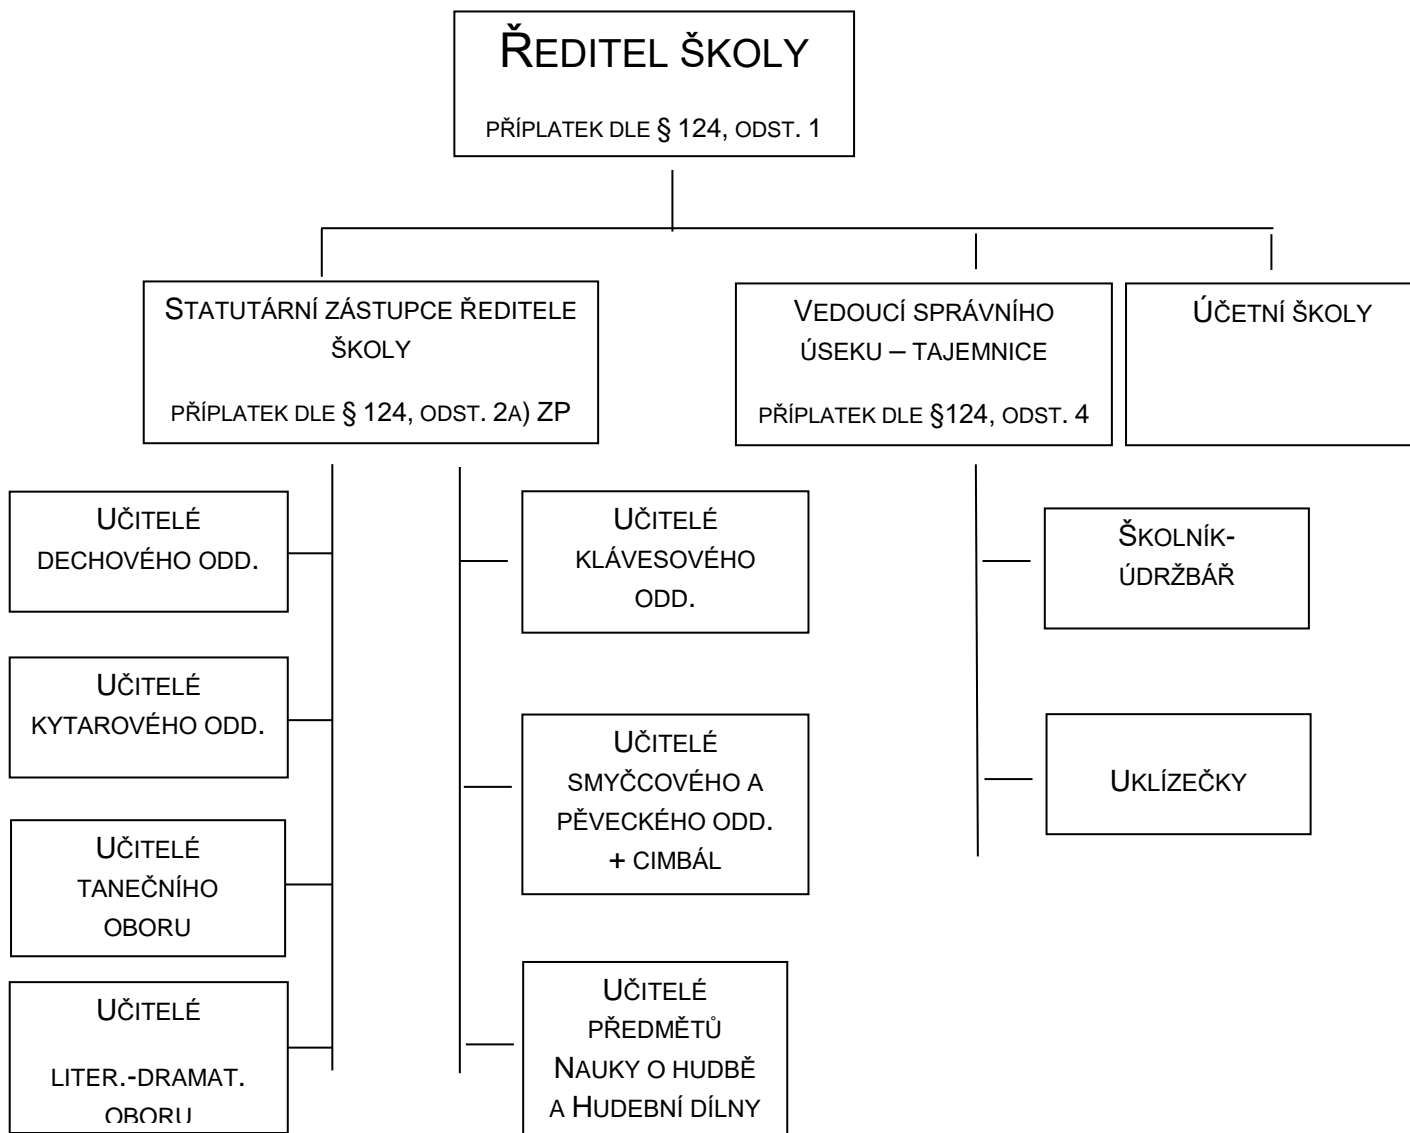 Ředitel školy
příplatek dle § 124, odst. 1
Statutární zástupce ředitele
školy
příplatek dle § 124, odst. 2a) ZP
Vedoucí správního
úseku – tajemnice
příplatek dle §124, odst. 4
Účetní školy
Učitelé
dechového odd.
Učitelé
klávesového
odd.
Školník-
údržbář
Učitelé
kytarového odd.
Učitelé
smyčcového a
pěveckého odd.
+ cimbál
Uklízečky
Učitelé
tanečního
oboru
Učitelé
liter.-dramat.
oboru
Učitelé
předmětů
Nauky o hudbě
a Hudební dílny